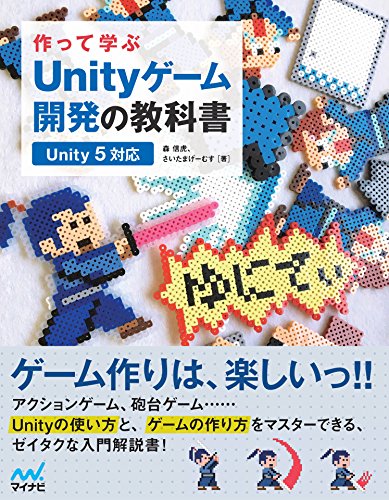 作って学ぶ
Unityゲーム
開発の教科書
Unity 5 対応
森 信虎、
さいたまげーむす [著]
ゆにてぃ
ゲーム作りは、楽しいっ!!
アクションゲーム、砲台ゲーム……
Unityの使い方と、ゲームの作り方をマスターできる、
ゼイタクな入門解説書!
マイナビ